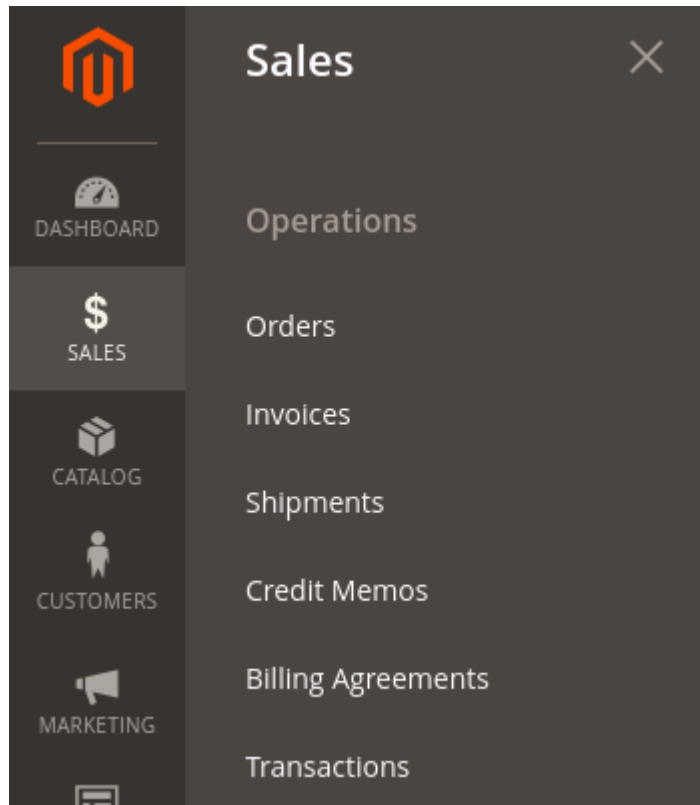 DASHBOARD
SALES
CATALOG
CUSTOMERS
MARKETING
Sales
Operations
Orders
Invoices
Shipments
Credit Memos
Billing Agreements
Transactions